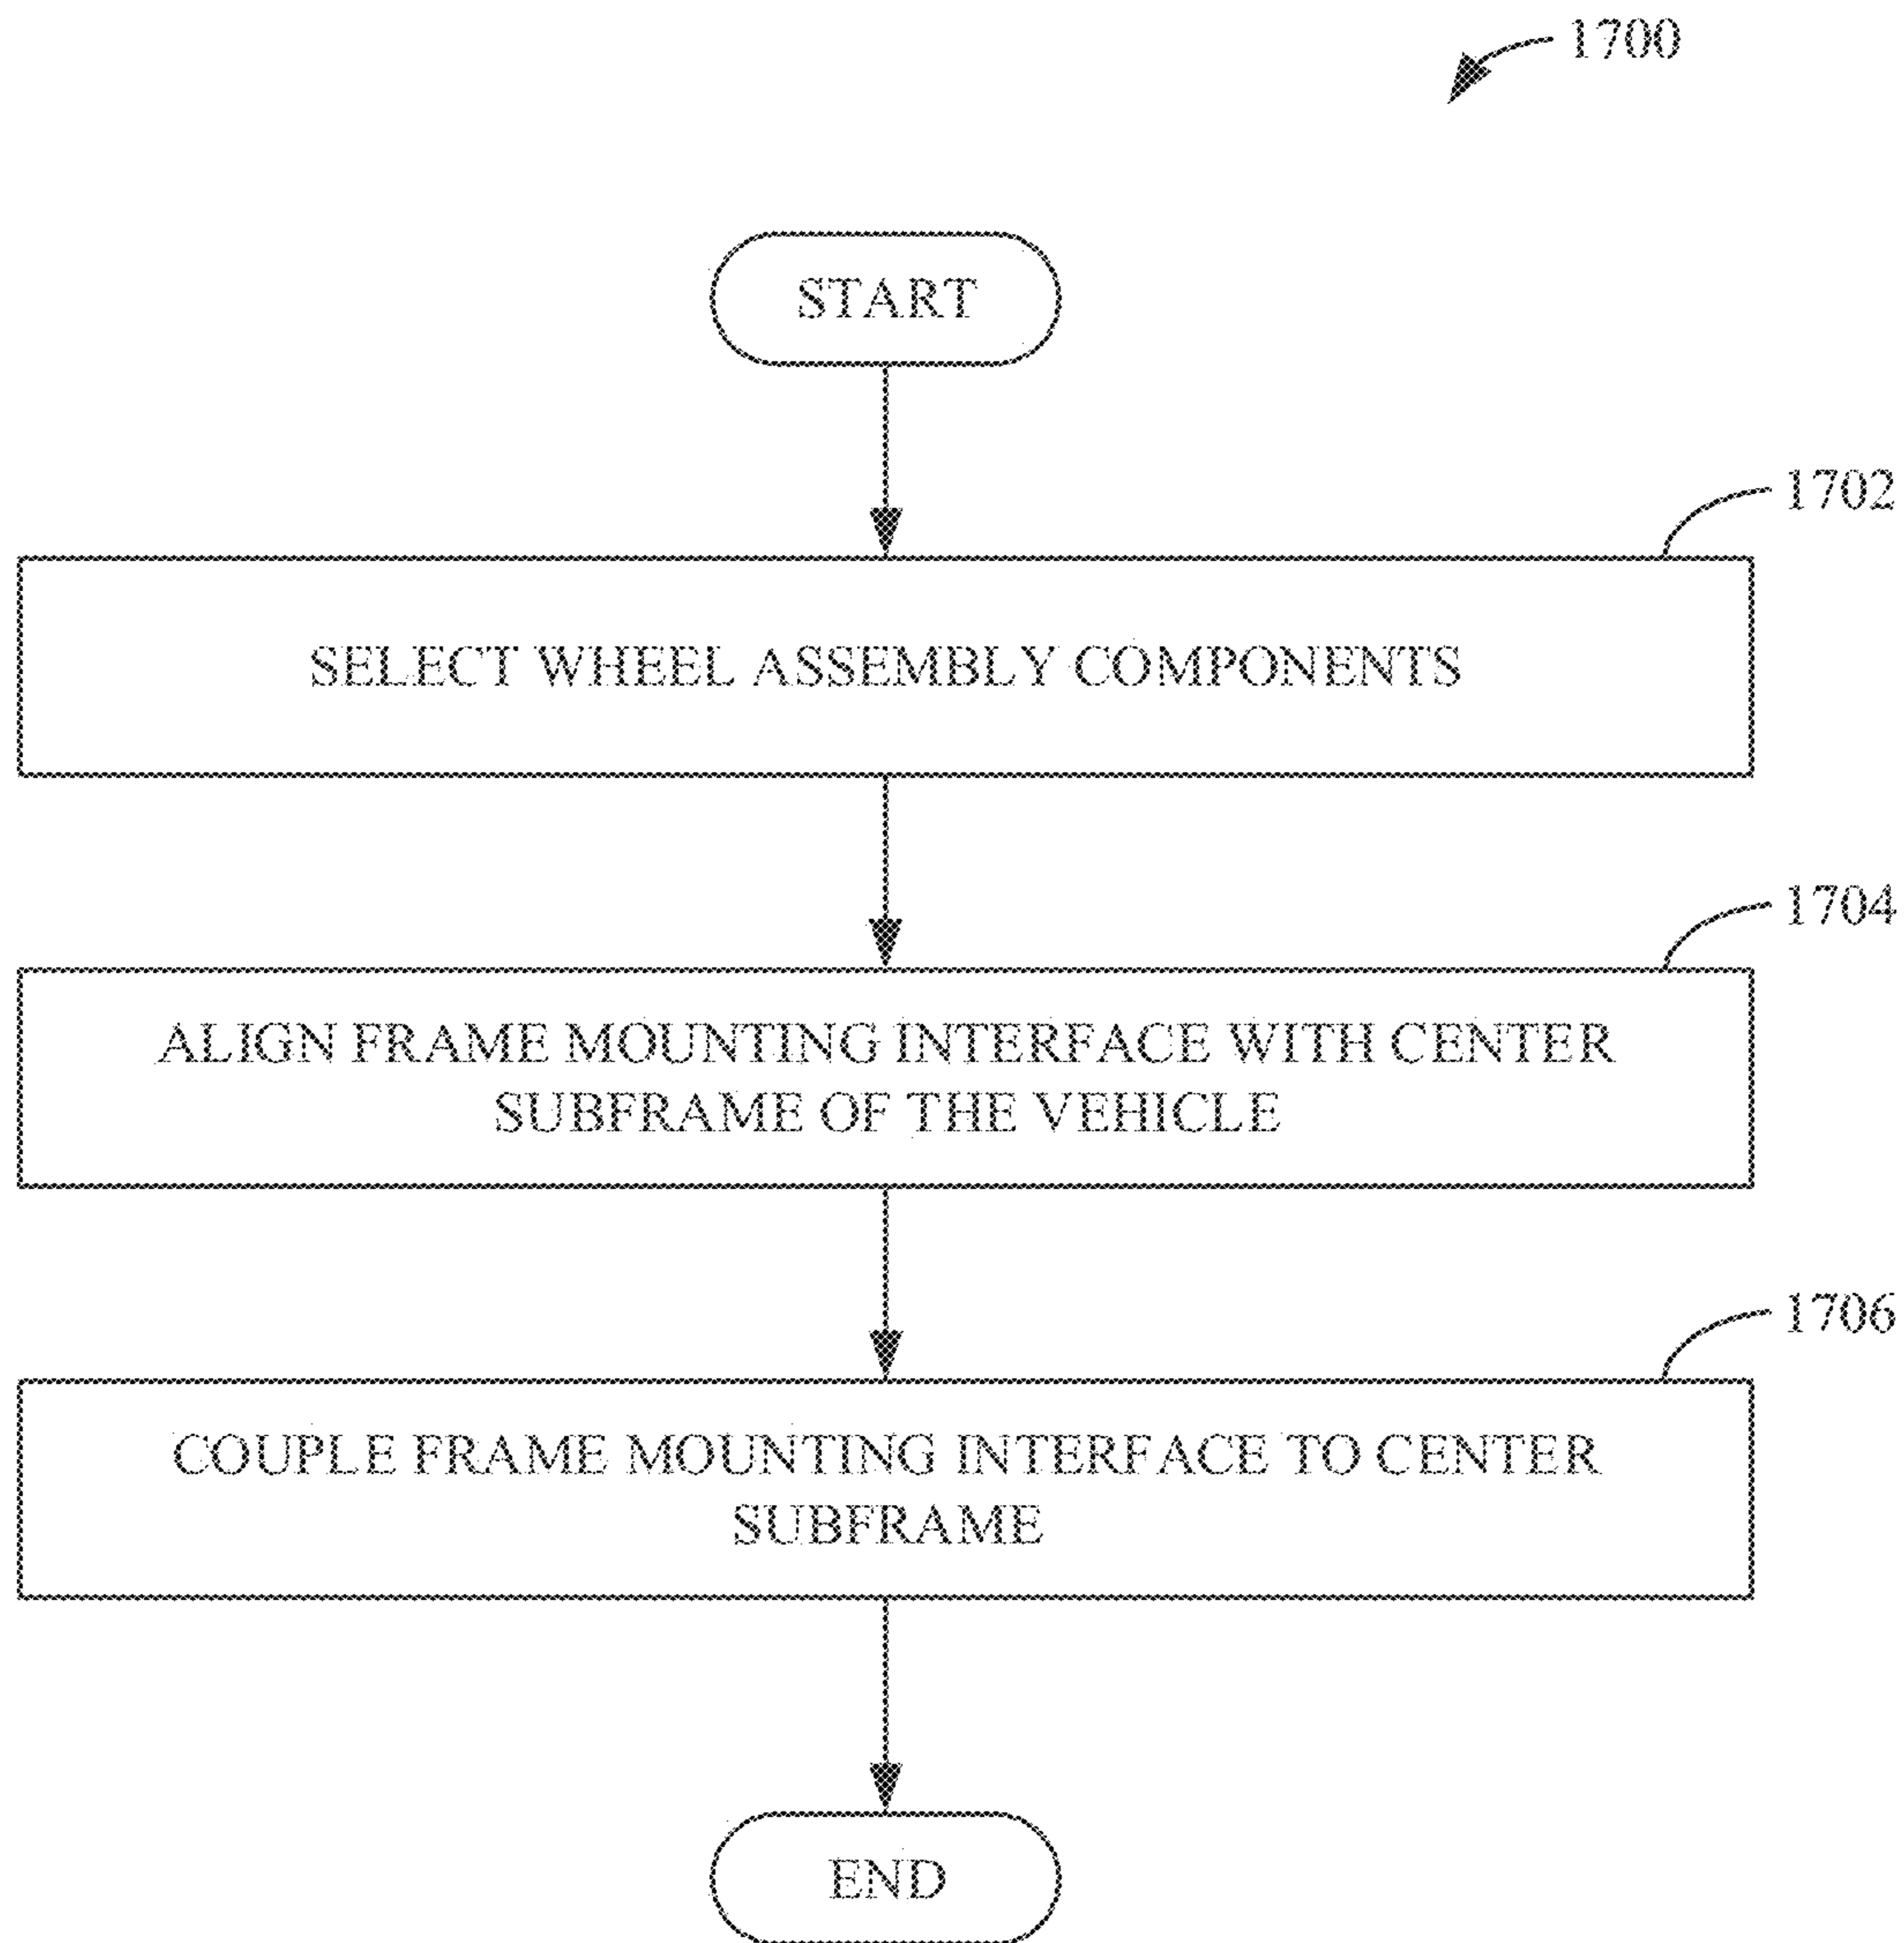 1700
START
1702
SELECT WHEEL ASSEMBLY COMPONENTS
1704
ALIGN FRAME MOUNTING INTERFACE WITH CENTER
SUBFRAME OF THE VEHICLE
1706
COUPLE FRAME MOUNTING INTERFACE TO CENTER
SUBFRAME
END